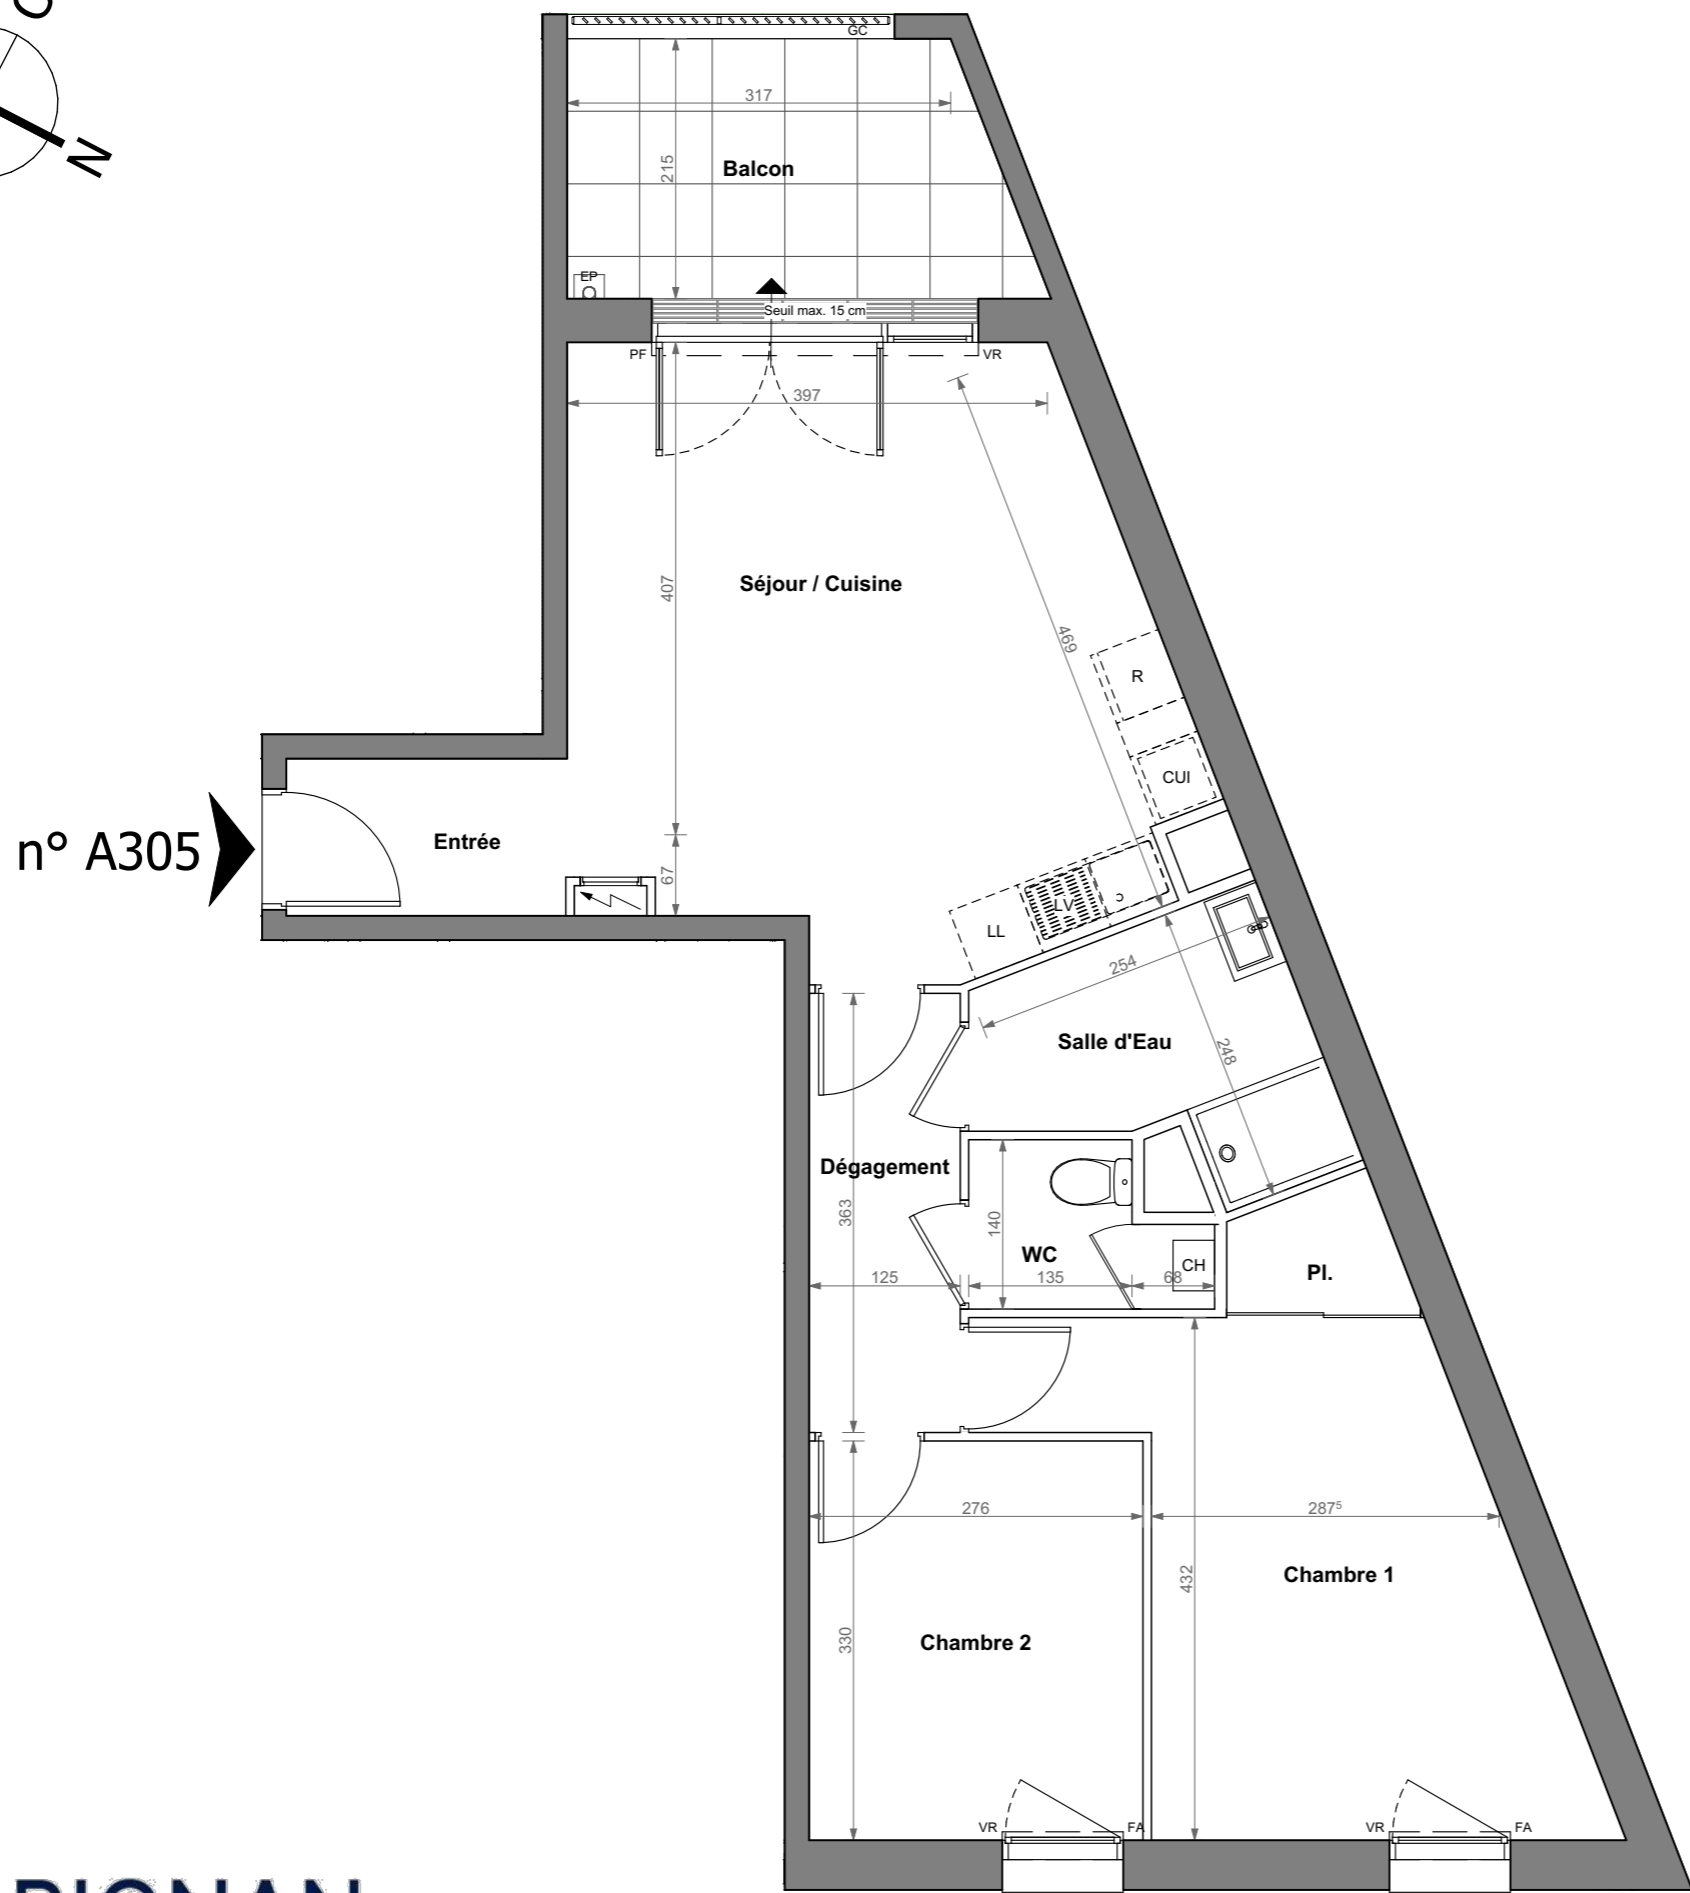 N
GC
317
215
Balcon
EP
Seuil max. 15 cm
PF
VR
397
407
Séjour / Cuisine
469
R
CUI
n° A305
Entrée
67
LL
LV
C
254
Salle d'Eau
248
Dégagement
363
140
WC
CH
Pl.
125
135
68
276
287⁵
432
Chambre 1
330
Chambre 2
VR
FA
VR
FA